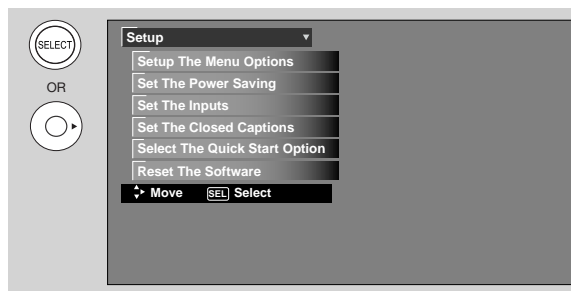 SELECT
OR
Setup
Setup The Menu Options
Set The Power Saving
Set The Inputs
Set The Closed Captions
Select The Quick Start Option
Reset The Software
Move SEL Select